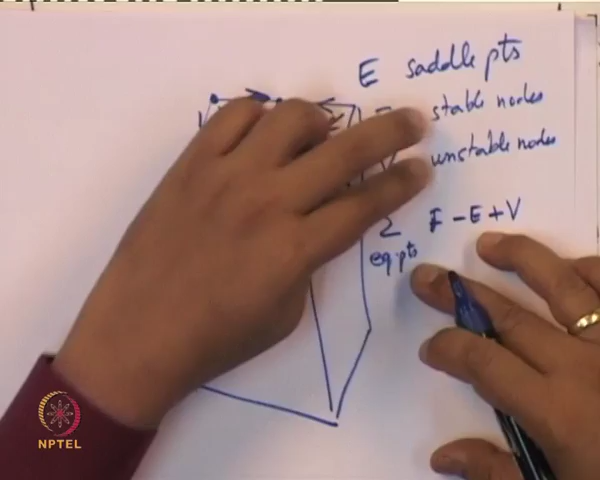 E saddle pts
stable nodes
unstable nodes
Σ F - E + V
eq. pts
NPTEL